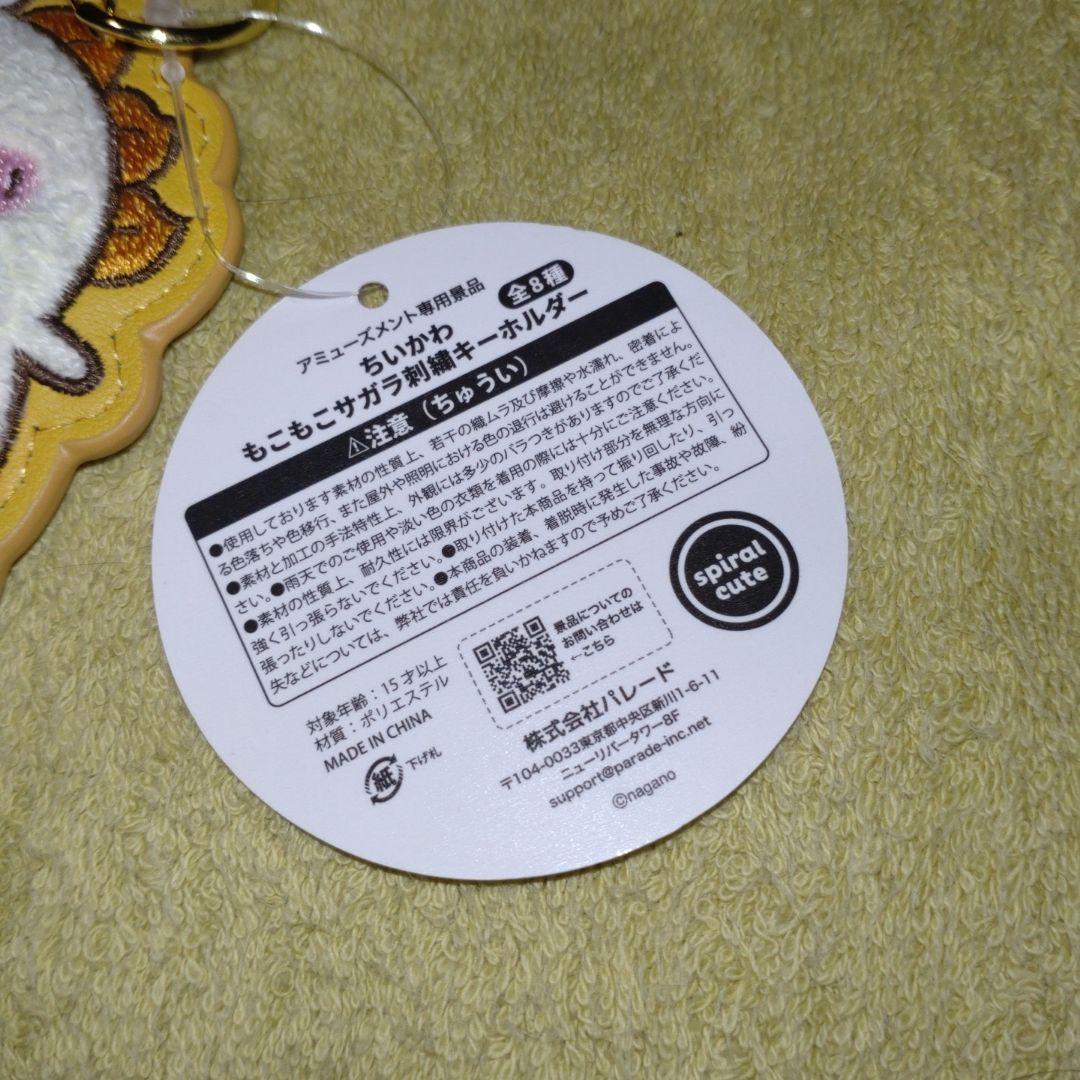 アミューズメント専用景品
ちいかわ 全8種
もこもこサガラ刺繍キーホルダー
⚠注意（ちゅうい）
●使用しております素材の性質上、若干の織ムラ及び摩擦や水濡れ、密着によ
る色落ちや色移行、また屋外や照明における色の退行は避けることができません。
●素材と加工の手法特性上、外観には多少のバラつきがありますのでご了承くだ
さい。●雨天でのご使用や淡い色の衣類を着用の際には十分にご注意ください。
●素材の性質上、耐久性には限界がございます。取り付け部分を無理な方向に
強く引っ張らないでください。●取り付けた本商品を持って振り回したり、引っ
張ったりしないでください。●本商品の装着、着脱時に発生した事故や故障、紛
失などについては、弊社では責任を負いかねますので予めご了承ください。
対象年齢：15才以上
材質：ポリエステル
MADE IN CHINA
紙 下げ札
景品についての
お問い合わせは
←こちら
spiral
cute
株式会社パレード
〒104-0033東京都中央区新川1-6-11
ニューリバータワー8F
support@parade-inc.net
©nagano